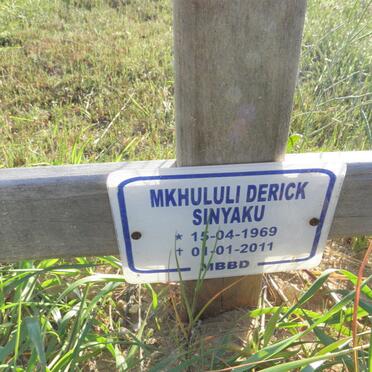 MKHULULI DERICK
SINYAKU
★ 15-04-1969
✝ 01-01-2011
MBBD